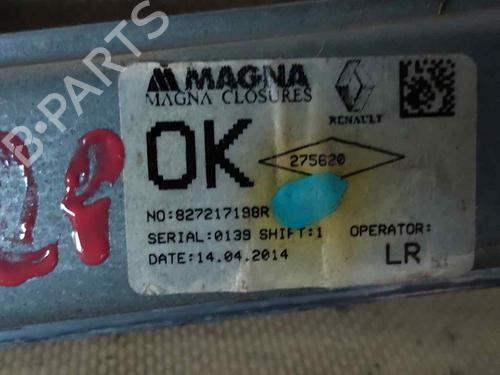 B-PARTS
MAGNA
MAGNA CLOSURES
RENAULT
OK
275620
NO:827217198R
SERIAL:0139 SHIFT:1
OPERATOR:
DATE:14.04.2014
LR